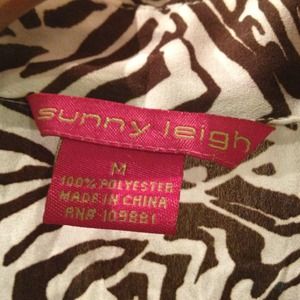 sunny leigh
M
100% POLYESTER
MADE IN CHINA
RN# 109881